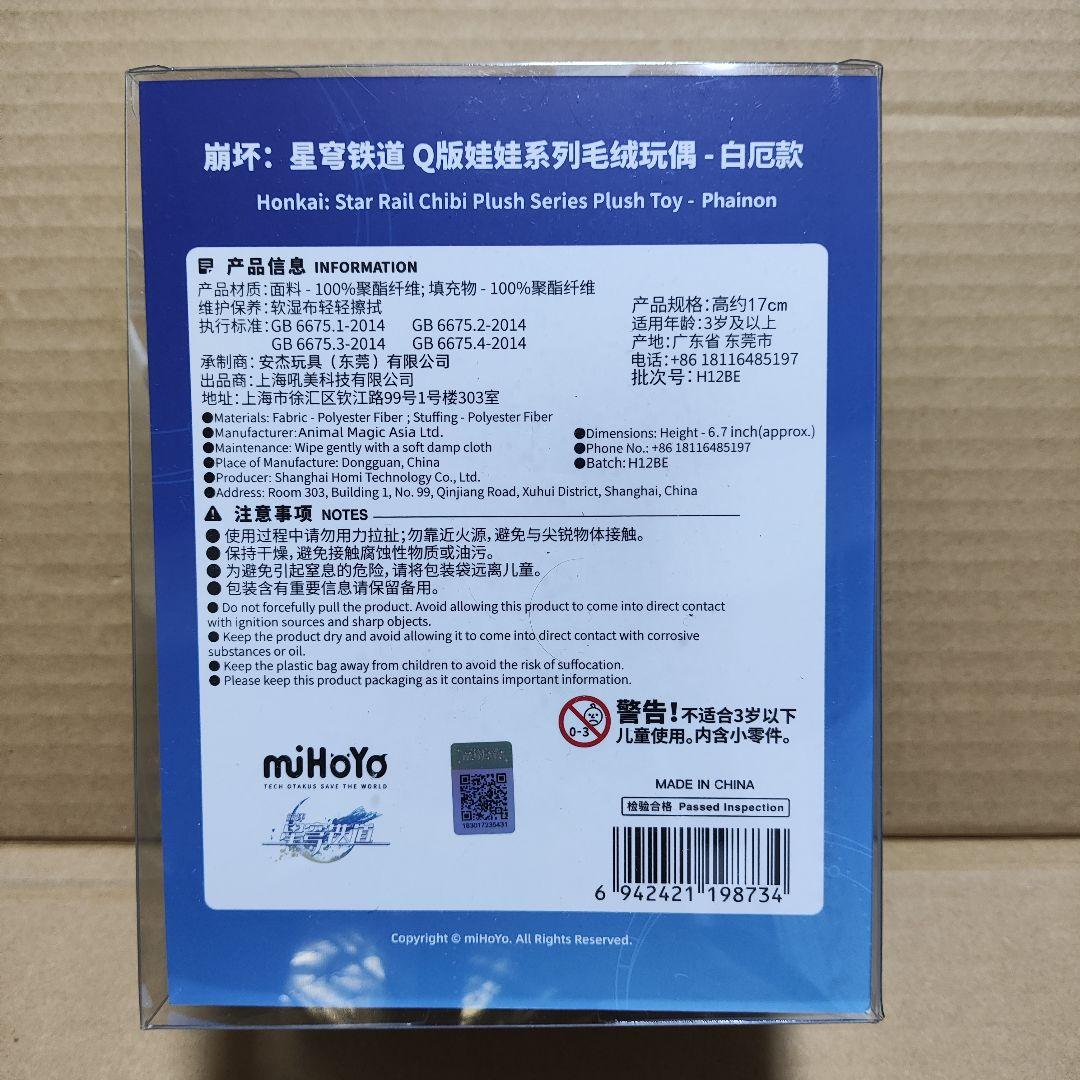 崩坏：星穹铁道 Q版娃娃系列毛绒玩偶 - 白厄款
Honkai: Star Rail Chibi Plush Series Plush Toy - Phainon
产品信息 INFORMATION
产品材质:面料 - 100%聚酯纤维; 填充物 - 100%聚酯纤维
维护保养: 软湿布轻轻擦拭
执行标准:GB 6675.1-2014 GB 6675.2-2014
GB 6675.3-2014 GB 6675.4-2014
承制商：安杰玩具（东莞）有限公司
出品商：上海吼美科技有限公司
地址：上海市徐汇区钦江路99号1号楼303室
产品规格:高约17cm
适用年龄:3岁及以上
产地:广东省 东莞市
电话:+86 18116485197
批次号: H12BE
●Materials: Fabric - Polyester Fiber ; Stuffing - Polyester Fiber
●Manufacturer:Animal Magic Asia Ltd.
●Maintenance: Wipe gently with a soft damp cloth
●Place of Manufacture: Dongguan, China
●Producer: Shanghai Homi Technology Co., Ltd.
●Address: Room 303, Building 1, No. 99, Qinjiang Road, Xuhui District, Shanghai, China
●Dimensions: Height - 6.7 inch(approx.)
●Phone No.: +86 18116485197
●Batch: H12BE
注意事项 NOTES
● 使用过程中请勿用力拉扯;勿靠近火源,避免与尖锐物体接触。
● 保持干燥,避免接触腐蚀性物质或油污。
● 为避免引起窒息的危险,请将包装袋远离儿童。
● 包装含有重要信息请保留备用。
● Do not forcefully pull the product. Avoid allowing this product to come into direct contact
with ignition sources and sharp objects.
● Keep the product dry and avoid allowing it to come into direct contact with corrosive
substances or oil.
● Keep the plastic bag away from children to avoid the risk of suffocation.
● Please keep this product packaging as it contains important information.
0-3
警告！不适合3岁以下
儿童使用。内含小零件。
miHoYo
TECH OTAKUS SAVE THE WORLD
崩坏
星穹铁道
miHoYo
183017235431
MADE IN CHINA
检验合格 Passed Inspection
6 942421 198734
Copyright © miHoYo. All Rights Reserved.